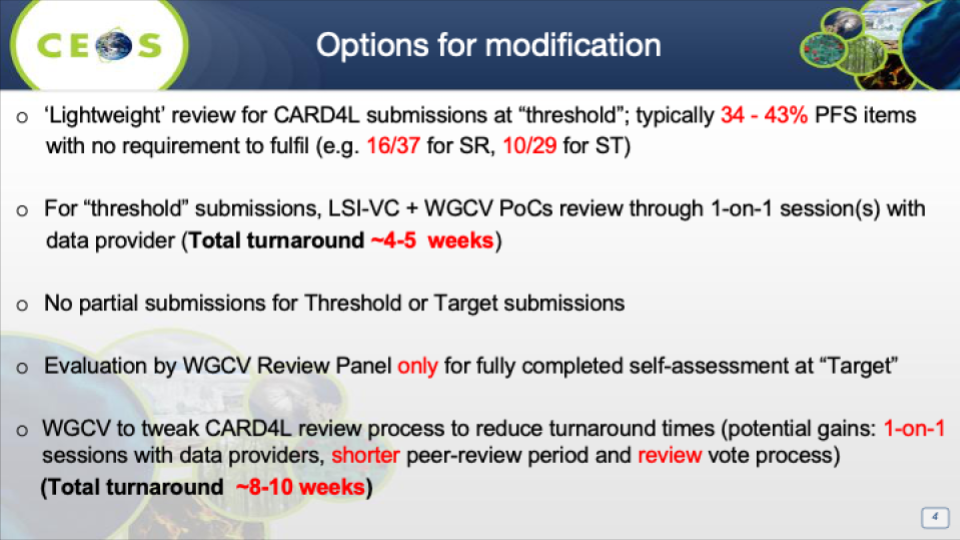 CEOS
Options for modification
o ‘Lightweight’ review for CARD4L submissions at “threshold”; typically 34 - 43% PFS items
with no requirement to fulfil (e.g. 16/37 for SR, 10/29 for ST)
o For “threshold” submissions, LSI-VC + WGCV PoCs review through 1-on-1 session(s) with
data provider (Total turnaround ~4-5 weeks)
o No partial submissions for Threshold or Target submissions
o Evaluation by WGCV Review Panel only for fully completed self-assessment at “Target”
o WGCV to tweak CARD4L review process to reduce turnaround times (potential gains: 1-on-1
sessions with data providers, shorter peer-review period and review vote process)
(Total turnaround ~8-10 weeks)
4